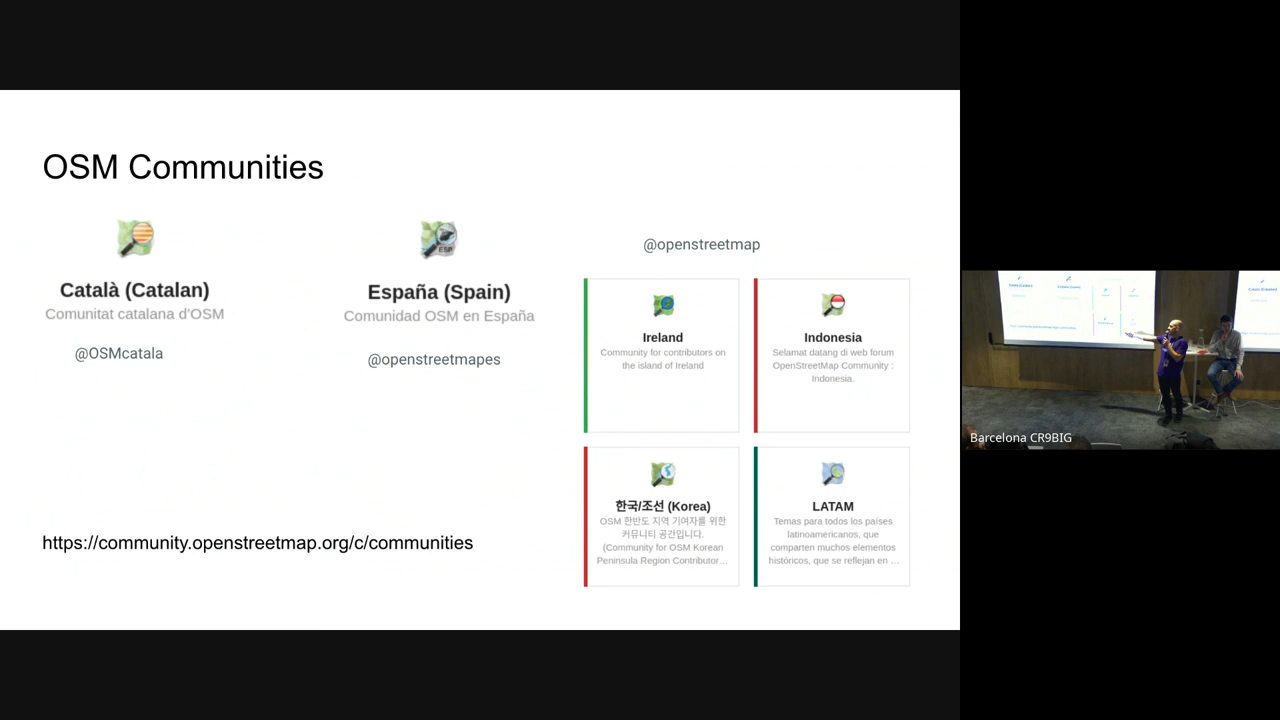 OSM Communities
Català (Catalan)
Comunitat catalana d'OSM
@OSMcatala
ESP
España (Spain)
Comunidad OSM en España
@openstreetmapes
@openstreetmap
Ireland
Community for contributors on
the island of Ireland
Indonesia
Selamat datang di web forum
OpenStreetMap Community :
Indonesia.
한국/조선 (Korea)
OSM 한반도 지역 기여자를 위한
커뮤니티 공간입니다.
(Community for OSM Korean
Peninsula Region Contributor...
LATAM
Temas para todos los países
latinoamericanos, que
comparten muchos elementos
históricos, que se reflejan en ...
https://community.openstreetmap.org/c/communities
Barcelona CR9BIG